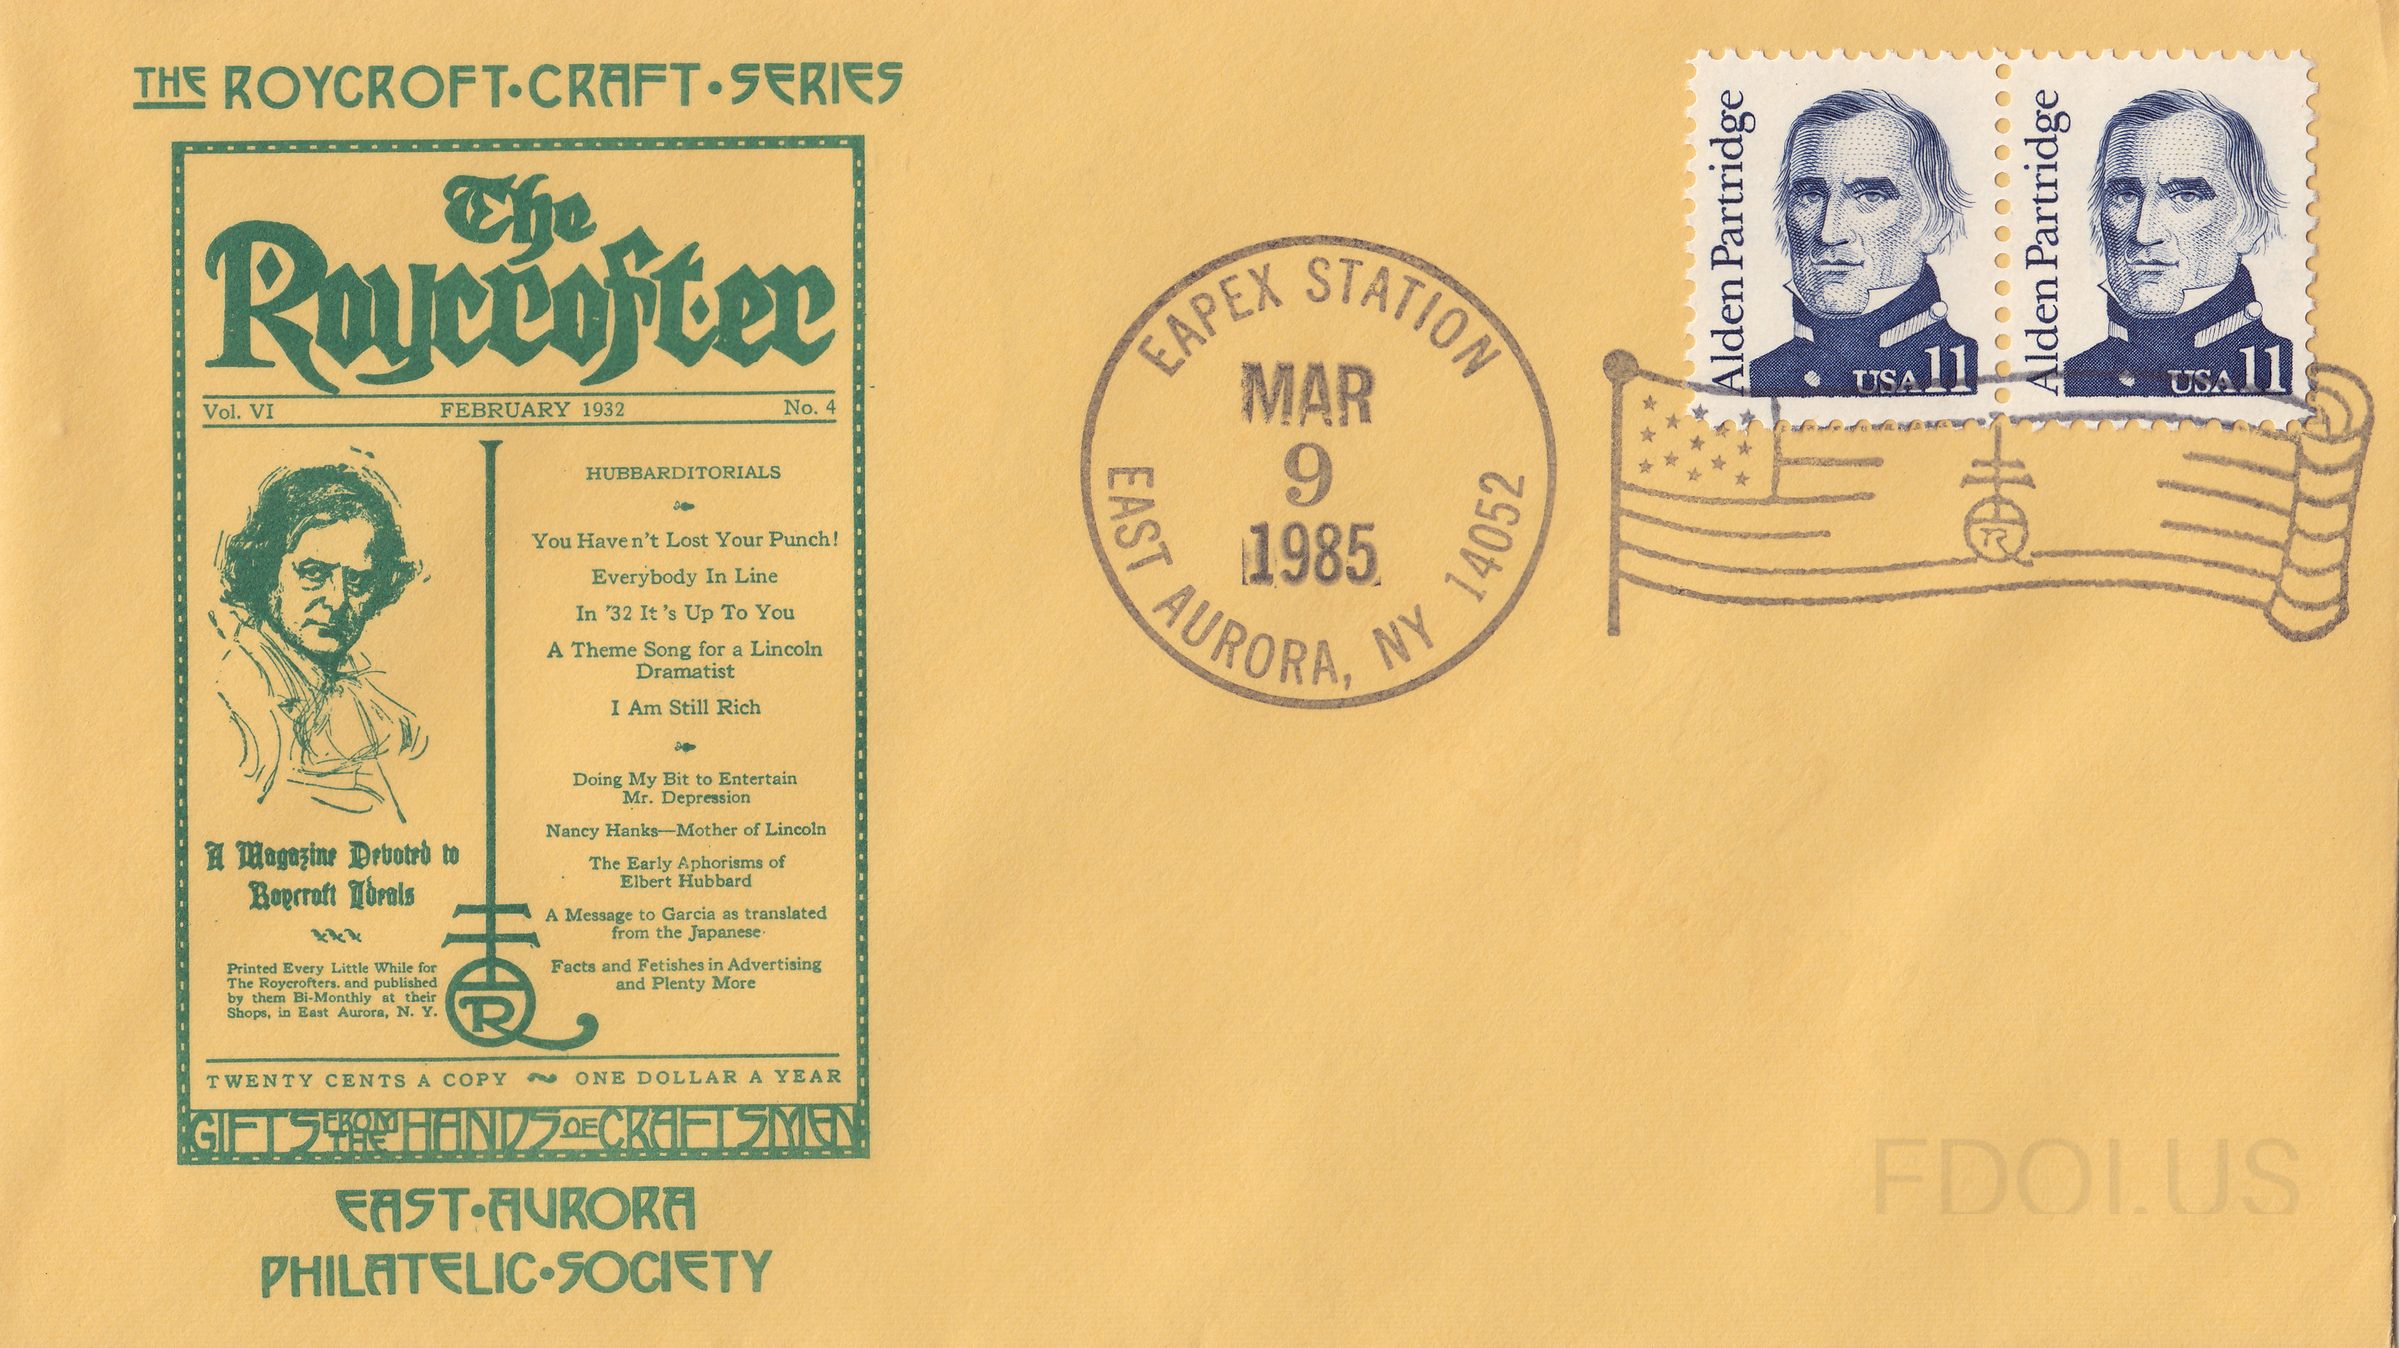 THE ROYCROFT·CRAFT·SERIES
The
Roycrofter
Vol. VI FEBRUARY 1932 No. 4
HUBBARDITORIALS
You Haven't Lost Your Punch!
Everybody In Line
In '32 It's Up To You
A Theme Song for a Lincoln
Dramatist
I Am Still Rich
Doing My Bit to Entertain
Mr. Depression
Nancy Hanks—Mother of Lincoln
The Early Aphorisms of
Elbert Hubbard
A Message to Garcia as translated
from the Japanese
Facts and Fetishes in Advertising
and Plenty More
A Magazine Devoted to
Roycroft Ideals
Printed Every Little While for
The Roycrofters. and published
by them Bi-Monthly at their
Shops, in East Aurora, N. Y.
R
TWENTY CENTS A COPY ONE DOLLAR A YEAR
GIFTS FROM THE HANDS OF CRAFTSMEN
EAST·AURORA
PHILATELIC·SOCIETY
EAPEX STATION
MAR
9
1985
EAST AURORA, NY 14052
Alden Partridge
USA 11
Alden Partridge
USA 11
R
FDOI.US